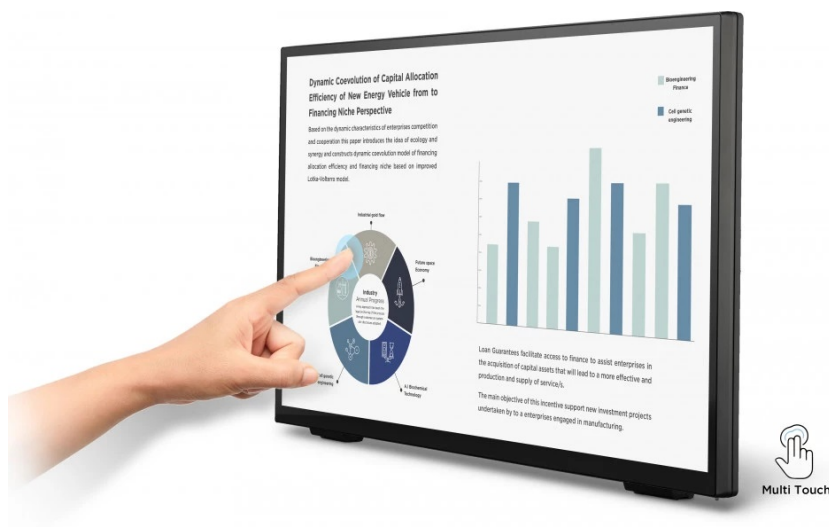 Dynamic Coevolution of Capital Allocation
Efficiency of New Energy Vehicle from to
Financing Niche Perspective
Based on the dynamic characteristics of enterprises competition
and cooperation this paper introduces the idea of ecology and
synergy and constructs dynamic coevolution model of financing
allocation efficiency and financing niche based on improved
Lotka-Volterra model.
Industrial gost flow
Bioengineering
Future space
Economy
Industry
Annual Progress
Cell genetic
engineering
A.I Biochemical
Technology
Bioengineering
Finance
Cell genetic
engineering
Loan Guarantees facilitate access to finance to assist enterprises in
the acquisition of capital assets that will lead to a more effective and
production and supply of service/s.
The main objective of this incentive support new investment projects
undertaken by to a enterprises engaged in manufacturing.
Multi Touch